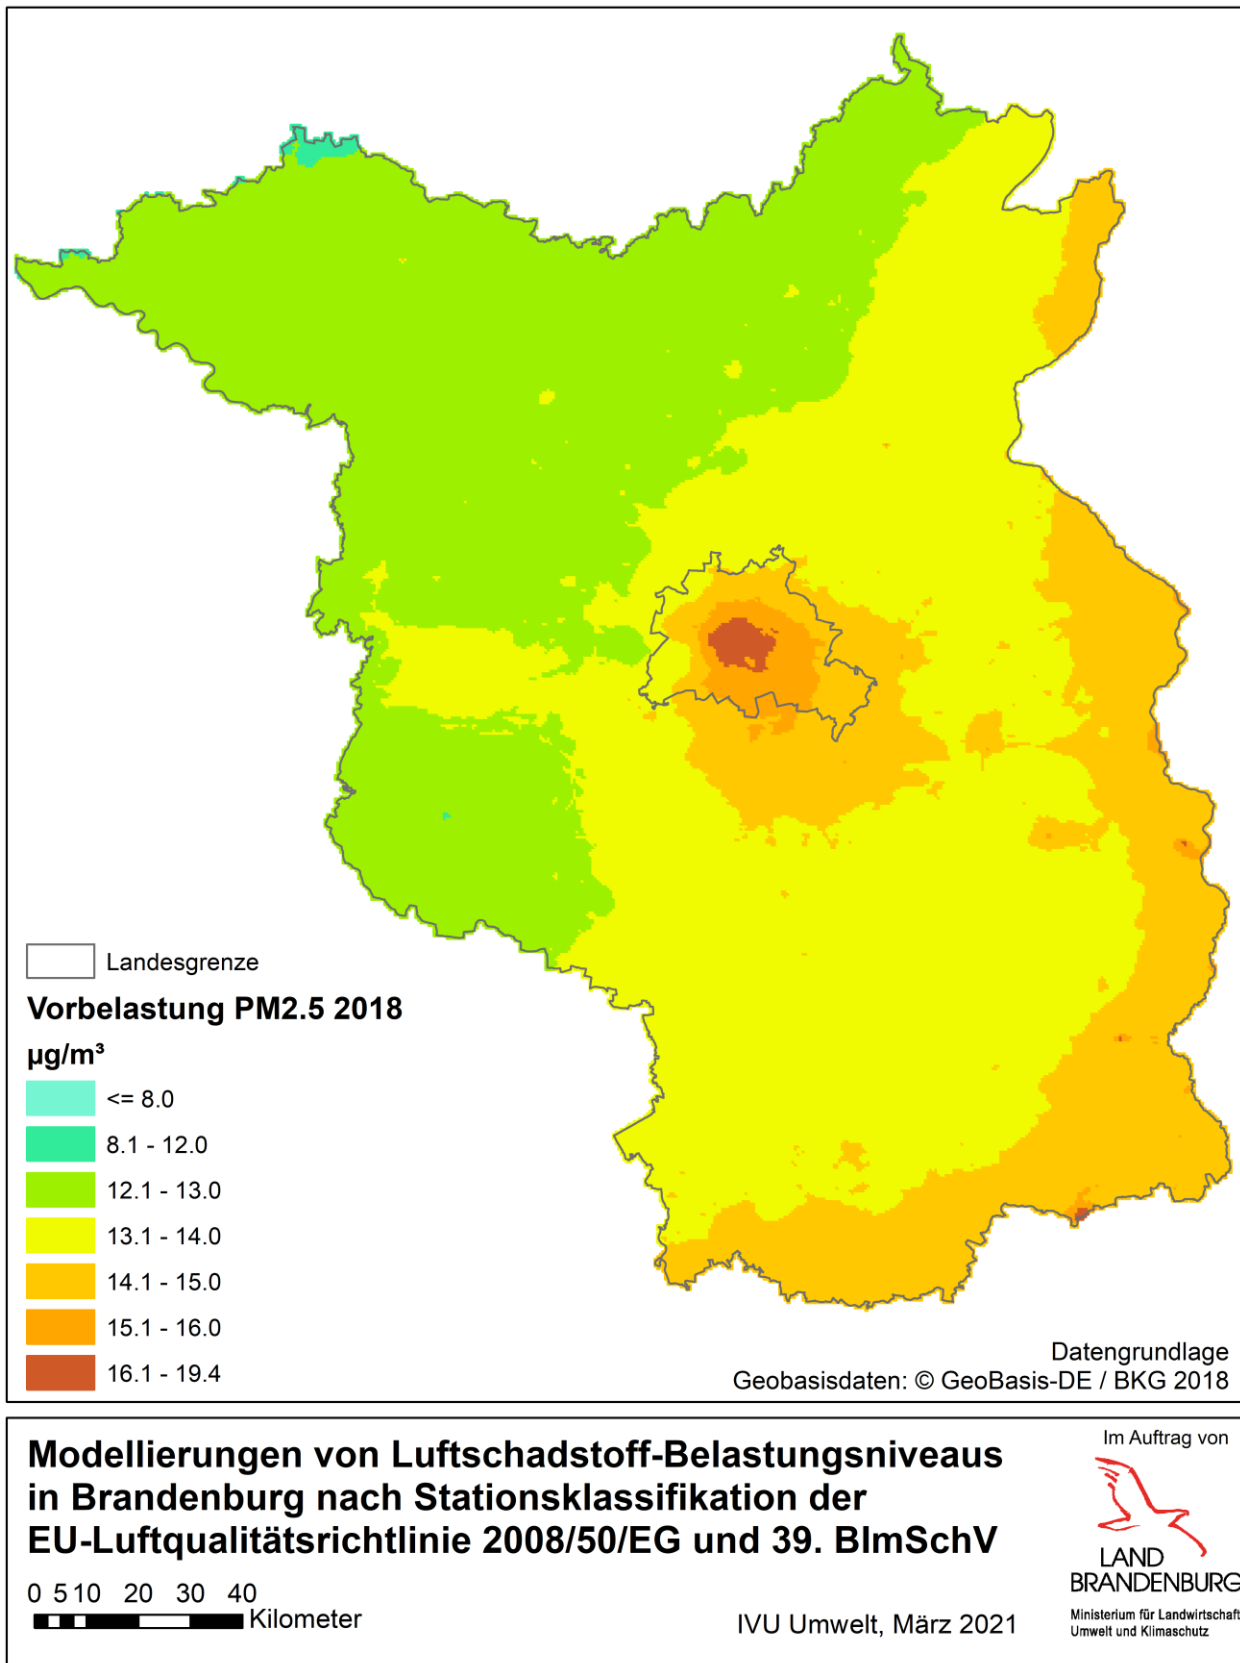 Landesgrenze
Vorbelastung PM2.5 2018
µg/m³
<= 8.0
8.1 - 12.0
12.1 - 13.0
13.1 - 14.0
14.1 - 15.0
15.1 - 16.0
16.1 - 19.4
Datengrundlage
Geobasisdaten: © GeoBasis-DE / BKG 2018
Modellierungen von Luftschadstoff-Belastungsniveaus
in Brandenburg nach Stationsklassifikation der
EU-Luftqualitätsrichtlinie 2008/50/EG und 39. BImSchV
0 5 10 20 30 40
Kilometer
IVU Umwelt, März 2021
Im Auftrag von
LAND
BRANDENBURG
Ministerium für Landwirtschaft
Umwelt und Klimaschutz